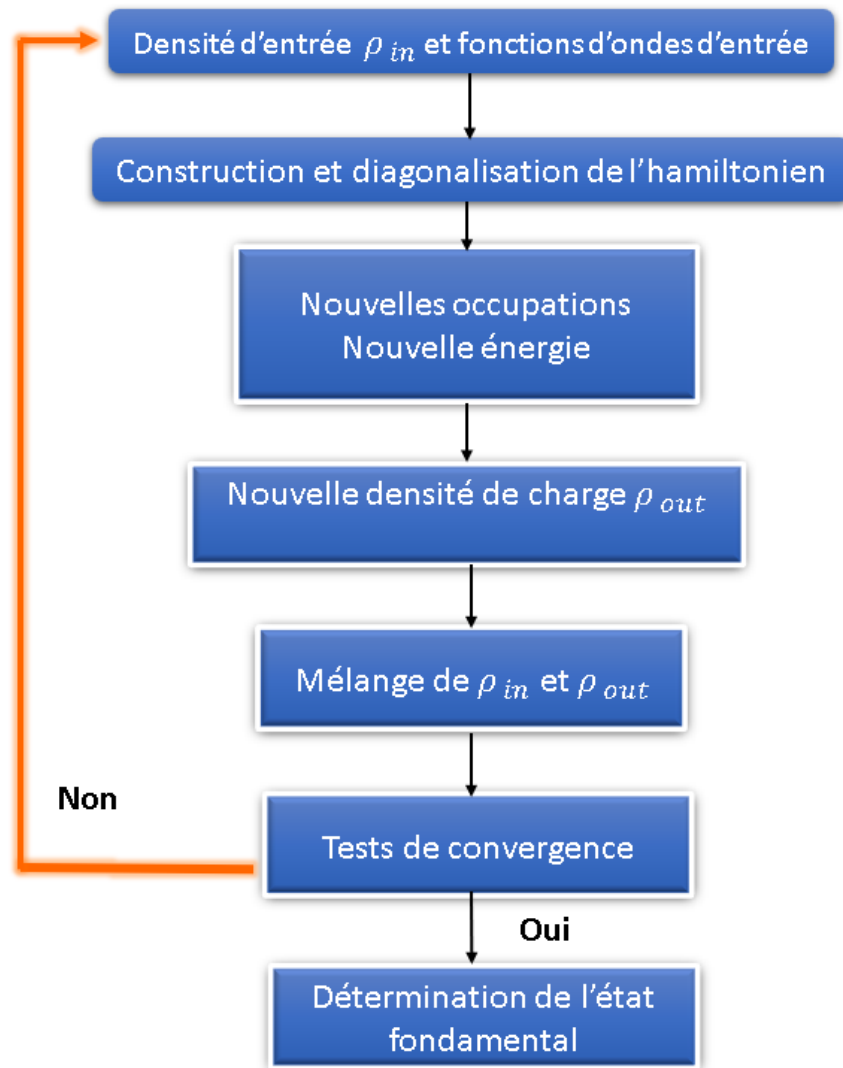 Densité d'entrée ρ in et fonctions d'ondes d'entrée
Construction et diagonalisation de l'hamiltonien
Nouvelles occupations
Nouvelle énergie
Nouvelle densité de charge ρ out
Mélange de ρ in et ρ out
Non
Tests de convergence
Oui
Détermination de l'état
fondamental